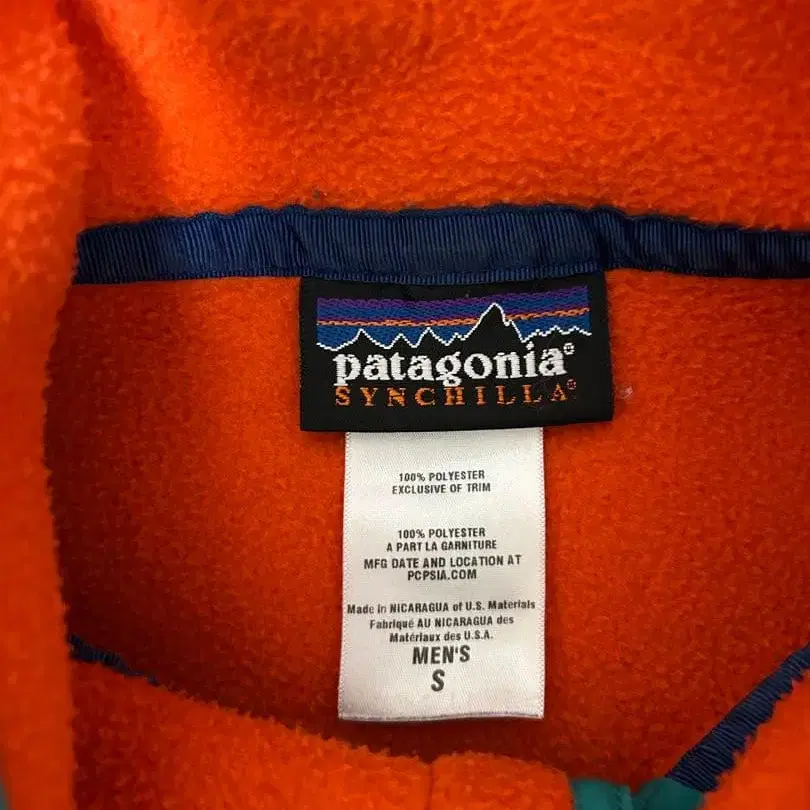 patagonia®
SYNCHILLA®
100% POLYESTER
EXCLUSIVE OF TRIM
100% POLYESTER
A PART LA GARNITURE
MFG DATE AND LOCATION AT
PCPSIA.COM
Made in NICARAGUA of U.S. Materials
Fabriqué AU NICARAGUA des
Matériaux des U.S.A.
MEN'S
S